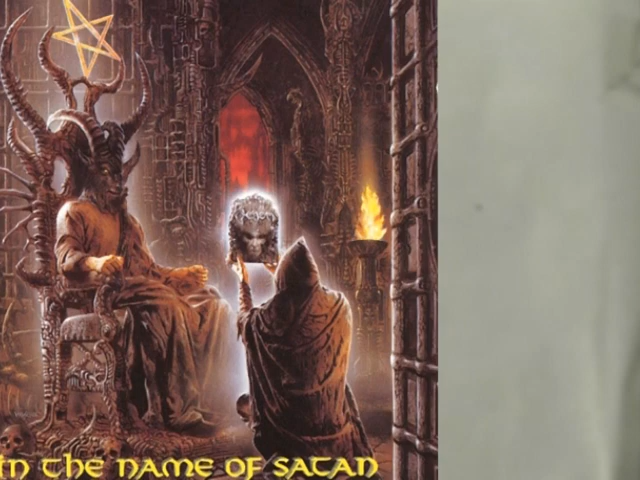 in the name of satan